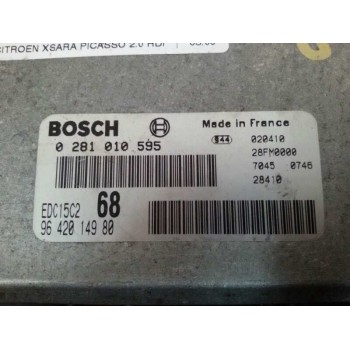 CITROEN XSARA PICASSO 2.0 HDI
BOSCH
Made in France
0 281 010 595
144 020410
28FM0000
7045 0746
28410
EDC15C2 68
96 420 149 80